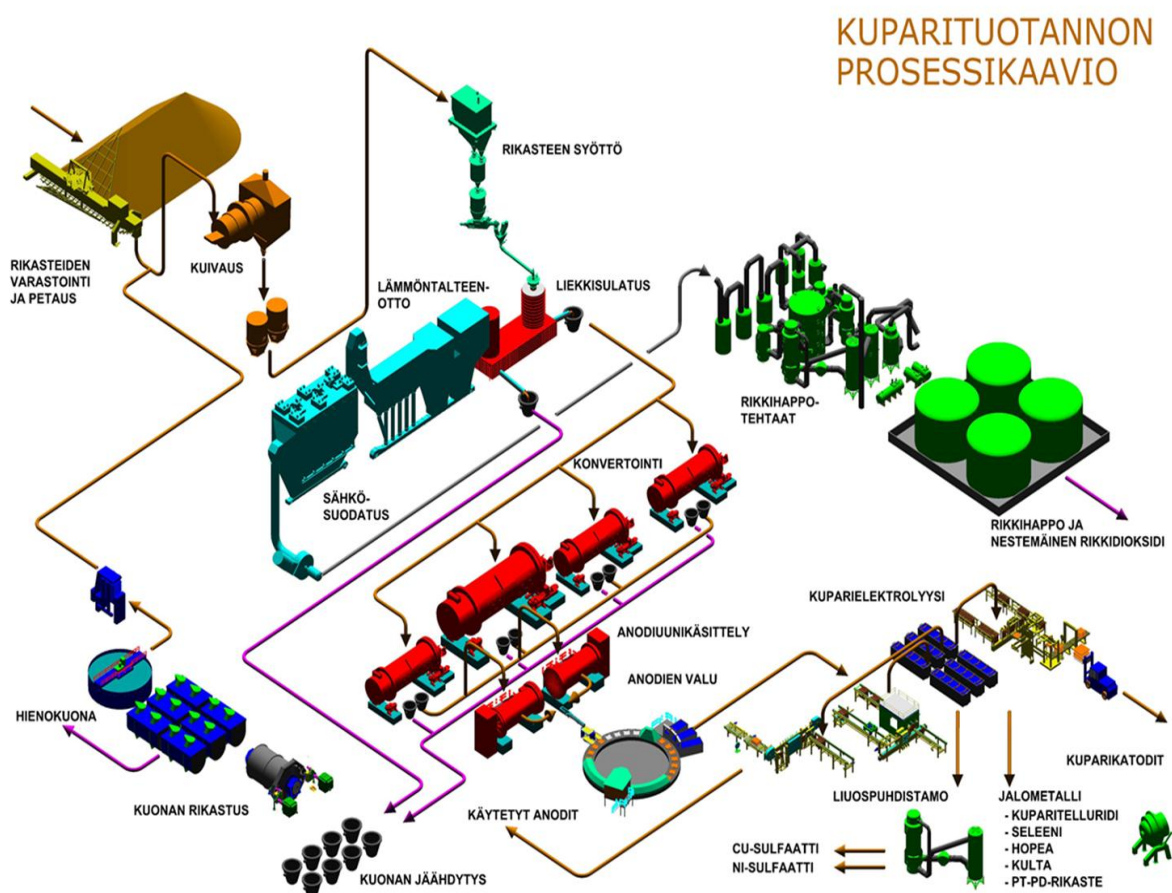 KUPARITUOTANNON
PROSESSIKAAVIO
RIKASTEEN SYÖTTÖ
RIKASTEIDEN
VARASTOINTI
JA PETAUS
KUIVAUS
LÄMMÖNTALTEEN-
OTTO
LIEKKISULATUS
RIKKIHAPPO-
TEHTAAT
KONVERTOINTI
SÄHKÖ-
SUODATUS
RIKKIHAPPO JA
NESTEMÄINEN RIKKIDIOKSIDI
KUPARIELEKTROLYYSI
ANODIUUNIKÄSITTELY
ANODIEN VALU
HIENOKUONA
KUPARIKATODIT
KUONAN RIKASTUS
KÄYTETYT ANODIT
LIUOSPUHDISTAMO
JALOMETALLI
- KUPARITELLURIDI
- SELEENI
- HOPEA
- KULTA
- PT-PD-RIKASTE
CU-SULFAATTI
NI-SULFAATTI
KUONAN JÄÄHDYTYS